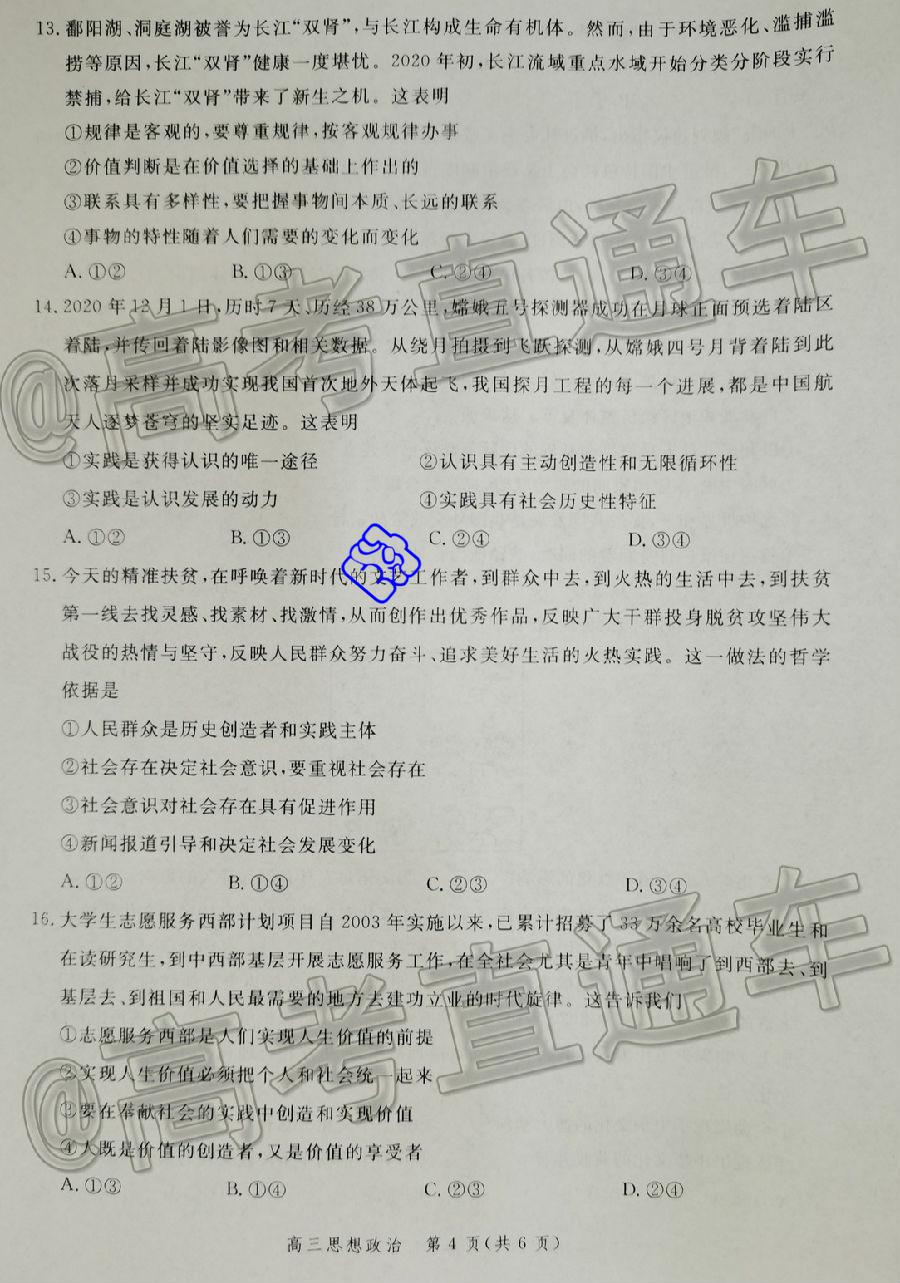 13. 鄱阳湖、洞庭湖被誉为长江“双肾”,与长江构成生命有机体。然而,由于环境恶化、滥捕滥
捞等原因,长江“双肾”健康一度堪忧。2020年初,长江流域重点水域开始分类分阶段实行
禁捕,给长江“双肾”带来了新生之机。这表明
①规律是客观的,要尊重规律,按客观规律办事
②价值判断是在价值选择的基础上作出的
③联系具有多样性,要把握事物间本质、长远的联系
④事物的特性随着人们需要的变化而变化
A. ①② B. ①③ C. ②④ D. ③④
14. 2020年12月1日,历时7天、历经38万公里,嫦娥五号探测器成功在月球正面预选着陆区
着陆,并传回着陆影像图和相关数据。从绕月拍摄到飞跃探测,从嫦娥四号月背着陆到此
次落月采样并成功实现我国首次地外天体起飞,我国探月工程的每一个进展,都是中国航
天人逐梦苍穹的坚实足迹。这表明
①实践是获得认识的唯一途径 ②认识具有主动创造性和无限循环性
③实践是认识发展的动力 ④实践具有社会历史性特征
A. ①② B. ①③ C. ②④ D. ③④
15. 今天的精准扶贫,在呼唤着新时代的文艺工作者,到群众中去,到火热的生活中去,到扶贫
第一线去找灵感、找素材、找激情,从而创作出优秀作品,反映广大干群投身脱贫攻坚伟大
战役的热情与坚守,反映人民群众努力奋斗、追求美好生活的火热实践。这一做法的哲学
依据是
①人民群众是历史创造者和实践主体
②社会存在决定社会意识,要重视社会存在
③社会意识对社会存在具有促进作用
④新闻报道引导和决定社会发展变化
A. ①② B. ①④ C. ②③ D. ③④
16. 大学生志愿服务西部计划项目自2003年实施以来,已累计招募了33万余名高校毕业生和
在读研究生,到中西部基层开展志愿服务工作,在全社会尤其是青年中唱响了到西部去、到
基层去、到祖国和人民最需要的地方去建功立业的时代旋律。这告诉我们
①志愿服务西部是人们实现人生价值的前提
②实现人生价值必须把个人和社会统一起来
③要在奉献社会的实践中创造和实现价值
④人既是价值的创造者,又是价值的享受者
A. ①③ B. ①④ C. ②③ D. ②④
高三思想政治 第4页(共6页)
@高考直通车
@高考直通车